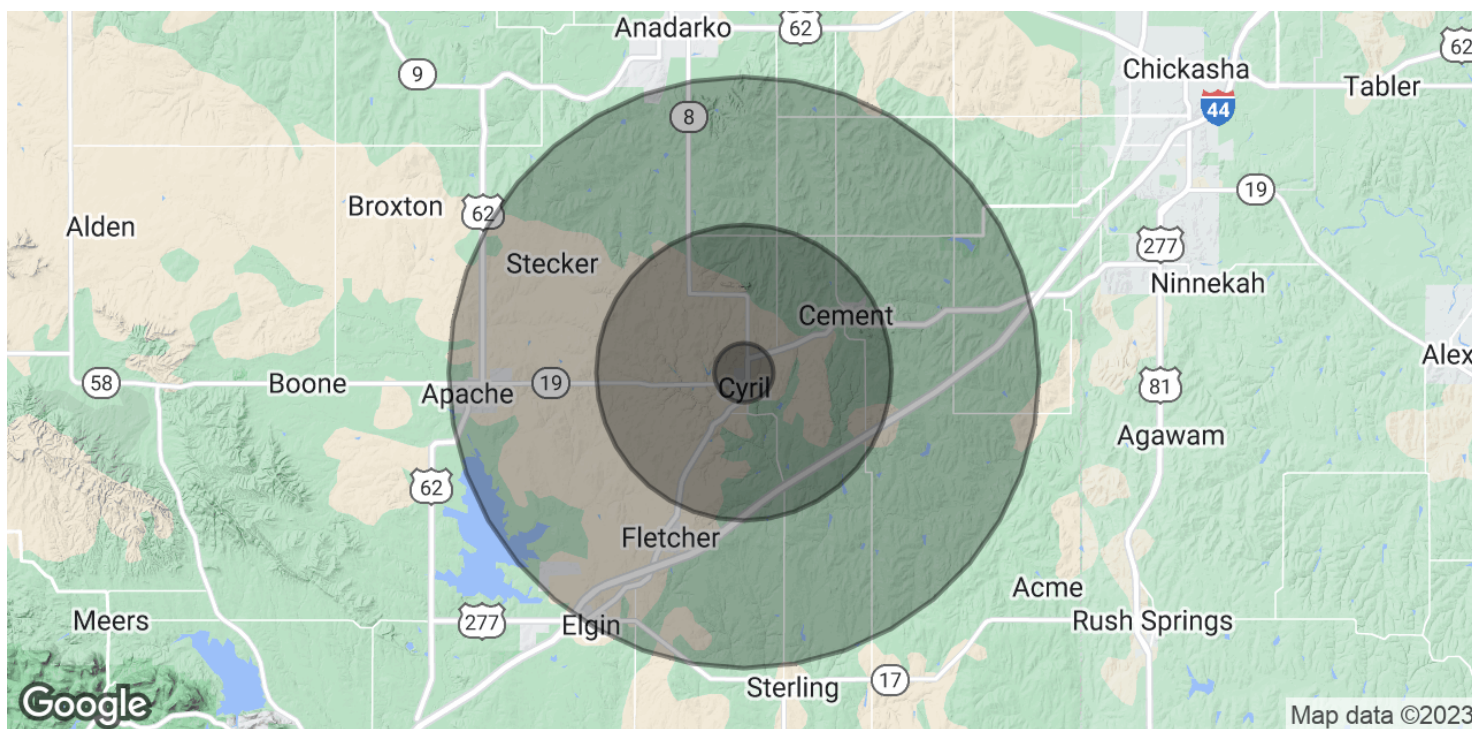 Anadarko
62
62
9
Chickasha
Tabler
44
8
19
Broxton
62
Alden
277
Stecker
Ninnekah
Cement
Alex
58
Boone
Apache
19
Cyril
81
Agawam
62
Fletcher
Acme
Meers
277
Elgin
Rush Springs
Sterling
17
Google
Map data ©2023